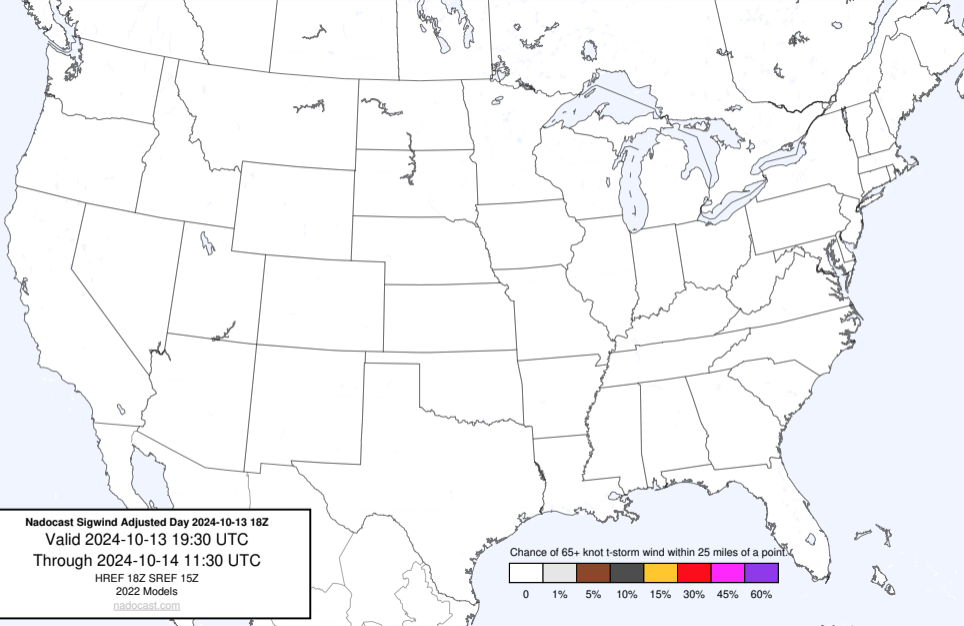 Nadocast Sigwind Adjusted Day 2024-10-13 18Z
Valid 2024-10-13 19:30 UTC
Through 2024-10-14 11:30 UTC
HREF 18Z SREF 15Z
2022 Models
nadocast.com
Chance of 65+ knot t-storm wind within 25 miles of a point.
0 1% 5% 10% 15% 30% 45% 60%